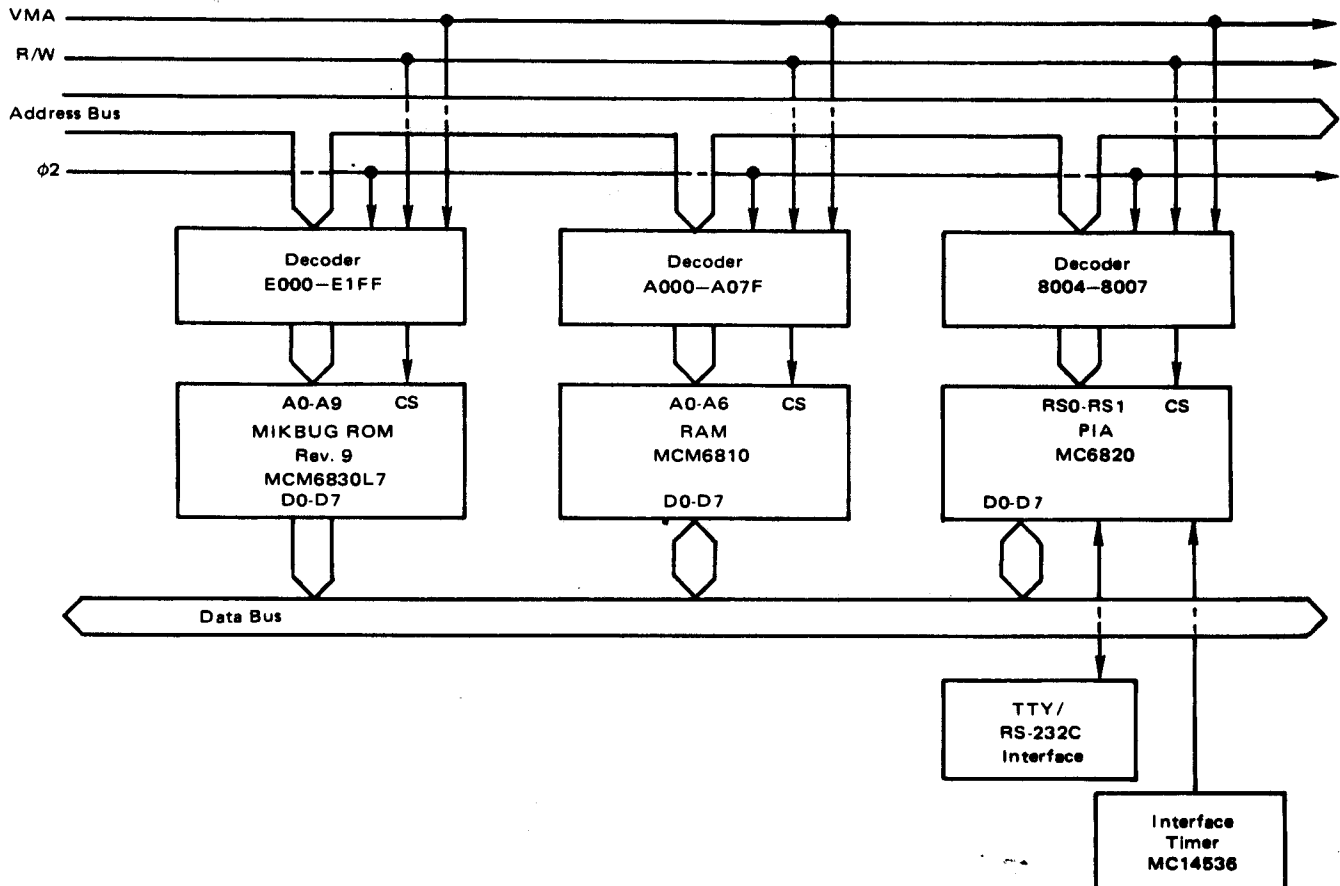 VMA
R/W
Address Bus
φ2
Decoder
E000–E1FF
Decoder
A000–A07F
Decoder
8004–8007
A0-A9 CS
MIKBUG ROM
Rev. 9
MCM6830L7
D0-D7
A0-A6 CS
RAM
MCM6810
D0-D7
RS0-RS1 CS
PIA
MC6820
D0-D7
Data Bus
TTY/
RS-232C
Interface
Interface
Timer
MC14536